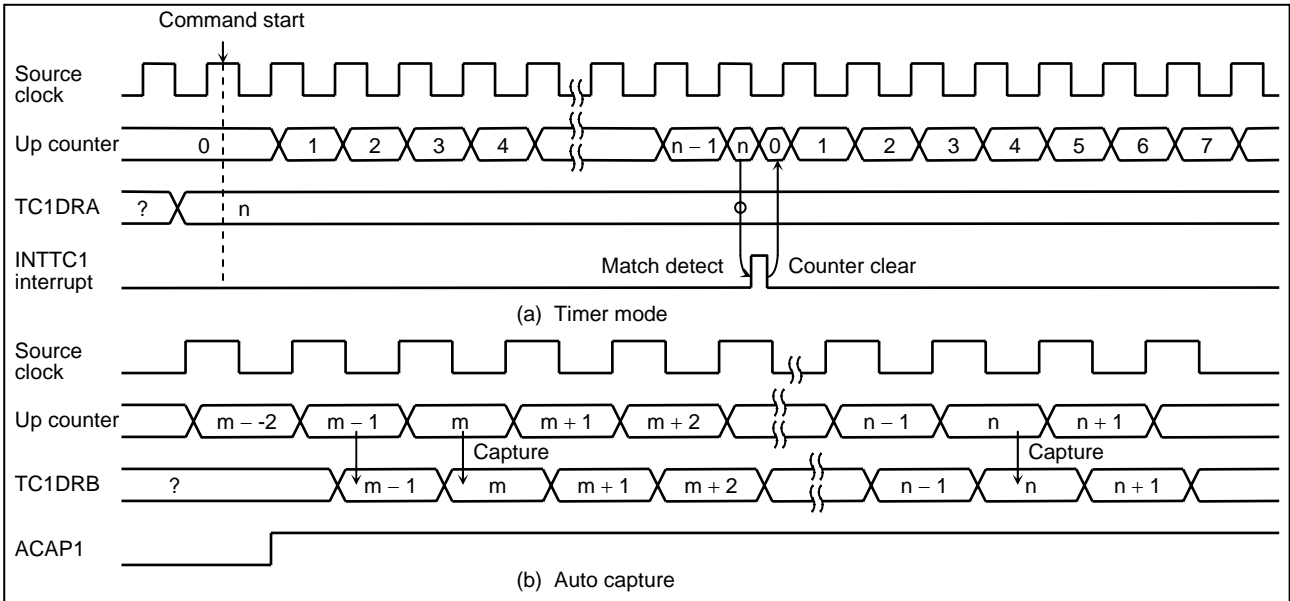 Command start
Source
clock
Up counter 0 1 2 3 4 n – 1 n 0 1 2 3 4 5 6 7
TC1DRA ? n
INTTC1
interrupt
Match detect Counter clear
(a) Timer mode
Source
clock
Up counter m – -2 m – 1 m m + 1 m + 2 n – 1 n n + 1
Capture Capture
TC1DRB ? m – 1 m m + 1 m + 2 n – 1 n n + 1
ACAP1
(b) Auto capture